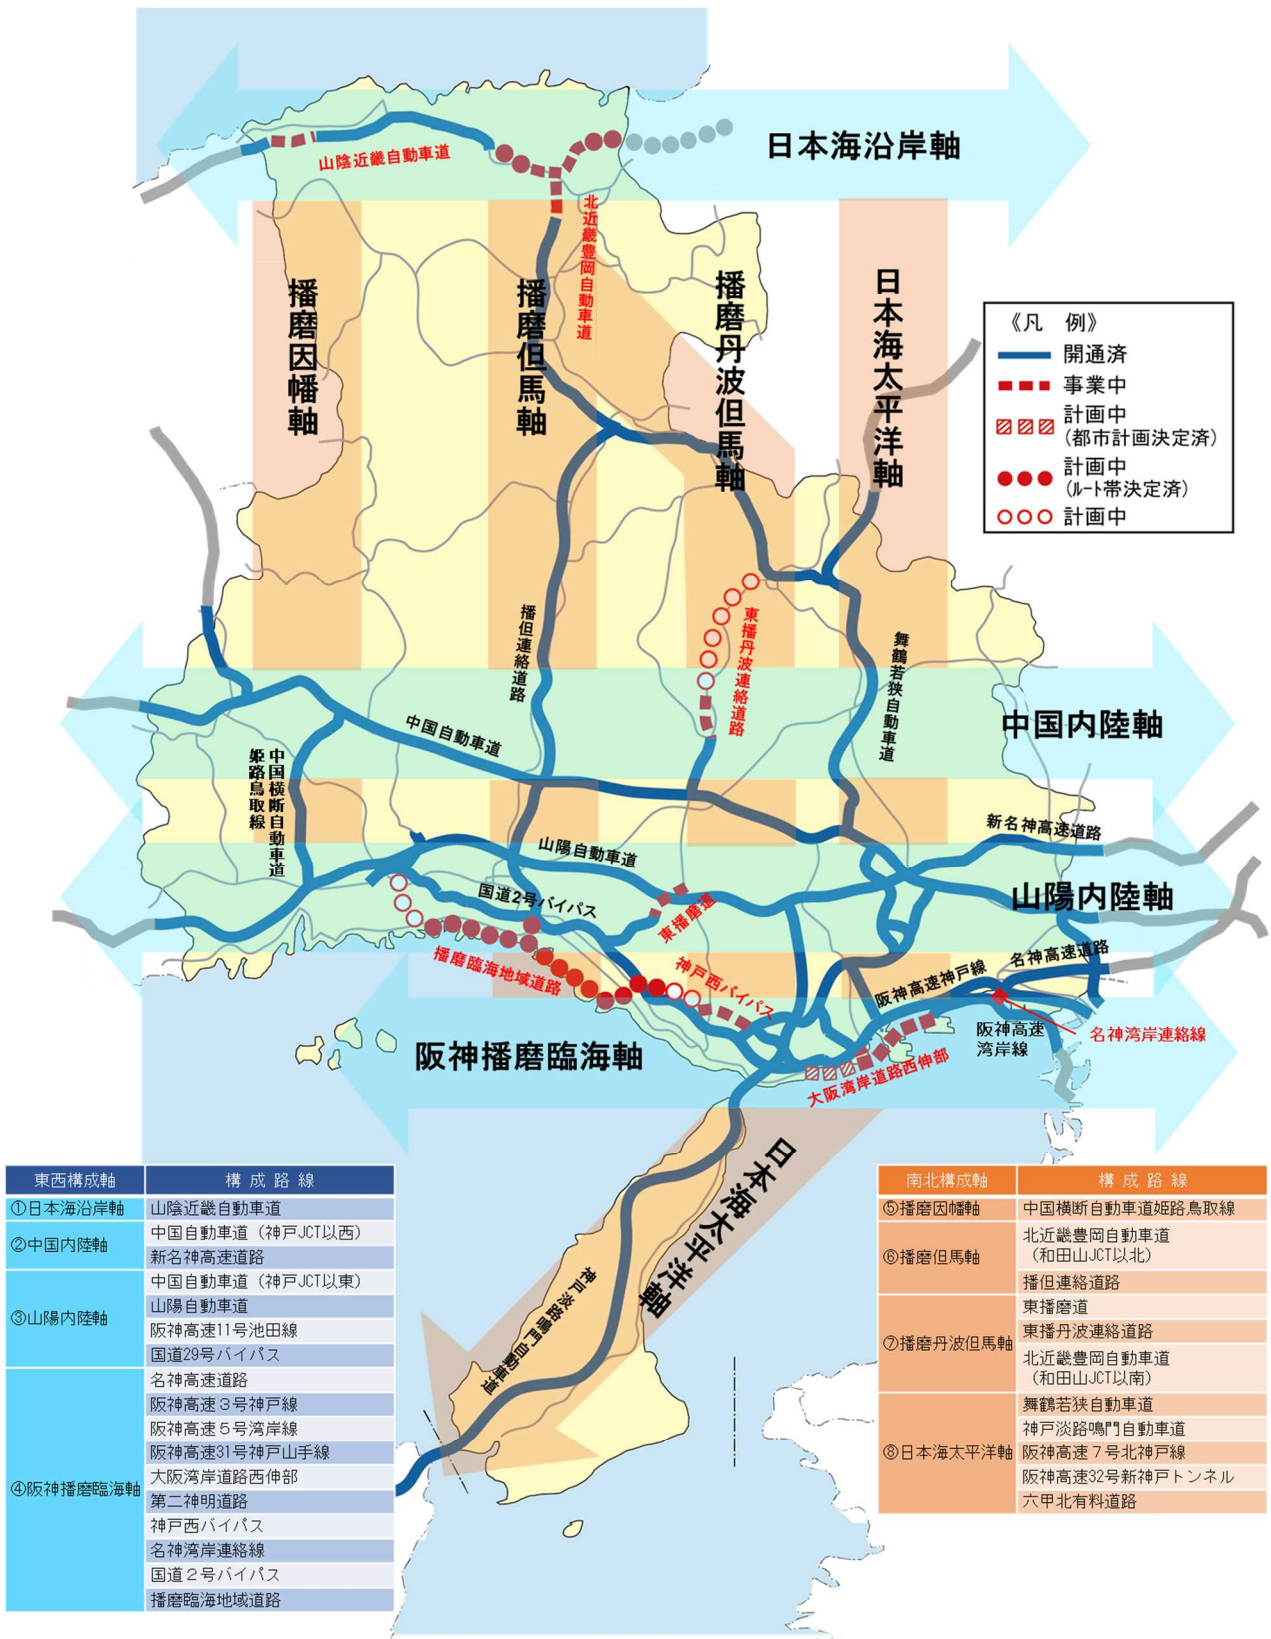 日本海沿岸軸
山陰近畿自動車道
北近畿豊岡自動車道
播磨因幡軸
播磨但馬軸
播磨丹波但馬軸
日本海太平洋軸
《凡 例》
開通済
事業中
計画中
(都市計画決定済)
計画中
(ルート帯決定済)
計画中
播但連絡道路
東播丹波連絡道路
舞鶴若狭自動車道
中国自動車道
中国内陸軸
中国横断自動車道
姫路鳥取線
新名神高速道路
山陽自動車道
山陽内陸軸
国道2号バイパス
東播磨道
名神高速道路
播磨臨海地域道路
神戸西バイパス
阪神高速神戸線
阪神高速
湾岸線
名神湾岸連絡線
阪神播磨臨海軸
大阪湾岸道路西伸部
日本海太平洋軸
神戸淡路鳴門自動車道
東西構成軸 構成路線
①日本海沿岸軸 山陰近畿自動車道
②中国内陸軸 中国自動車道（神戸JCT以西）
新名神高速道路
③山陽内陸軸 中国自動車道（神戸JCT以東）
山陽自動車道
阪神高速11号池田線
国道29号バイパス
④阪神播磨臨海軸 名神高速道路
阪神高速３号神戸線
阪神高速５号湾岸線
阪神高速31号神戸山手線
大阪湾岸道路西伸部
第二神明道路
神戸西バイパス
名神湾岸連絡線
国道２号バイパス
播磨臨海地域道路
南北構成軸 構成路線
⑤播磨因幡軸 中国横断自動車道姫路鳥取線
⑥播磨但馬軸 北近畿豊岡自動車道
（和田山JCT以北）
播但連絡道路
⑦播磨丹波但馬軸 東播磨道
東播丹波連絡道路
北近畿豊岡自動車道
（和田山JCT以南）
⑧日本海太平洋軸 舞鶴若狭自動車道
神戸淡路鳴門自動車道
阪神高速７号北神戸線
阪神高速32号新神戸トンネル
六甲北有料道路